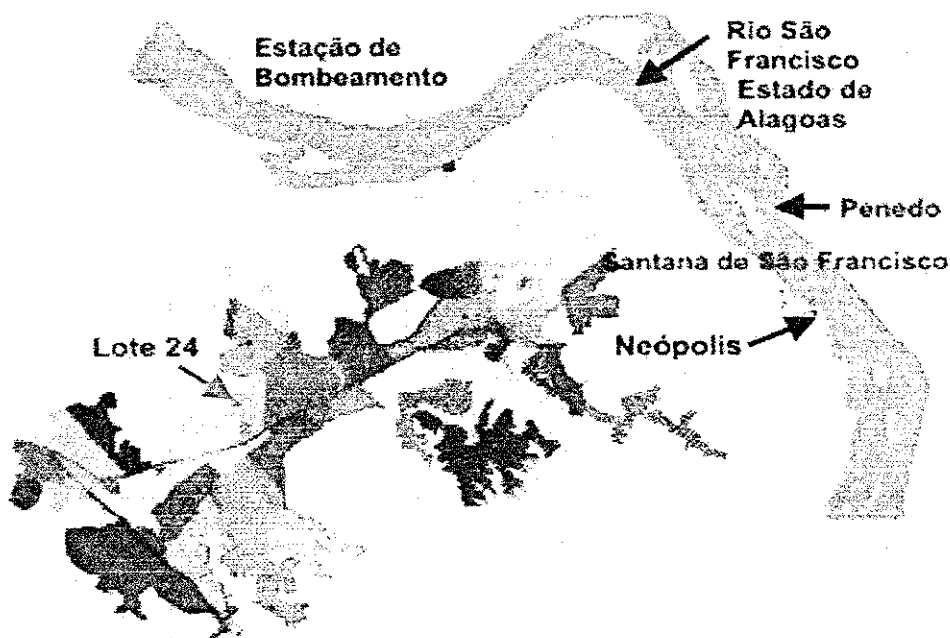 Estação de
Bombeamento
Rio São
Francisco
Estado de
Alagoas
Penedo
Santana de São Francisco
Neópolis
Lote 24